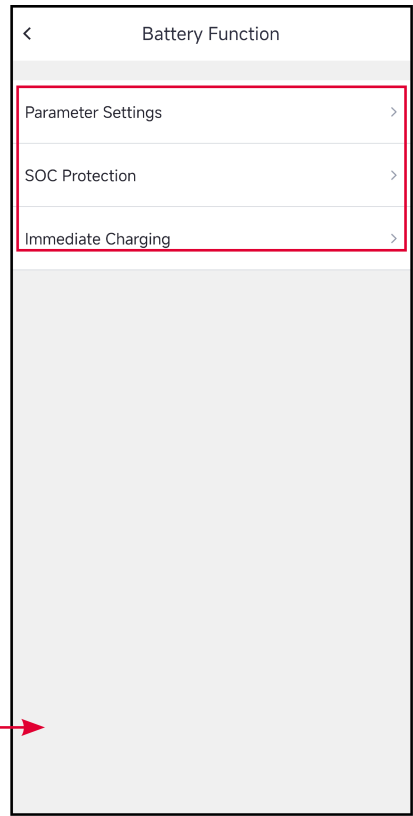 Battery Function
Parameter Settings
SOC Protection
Immediate Charging